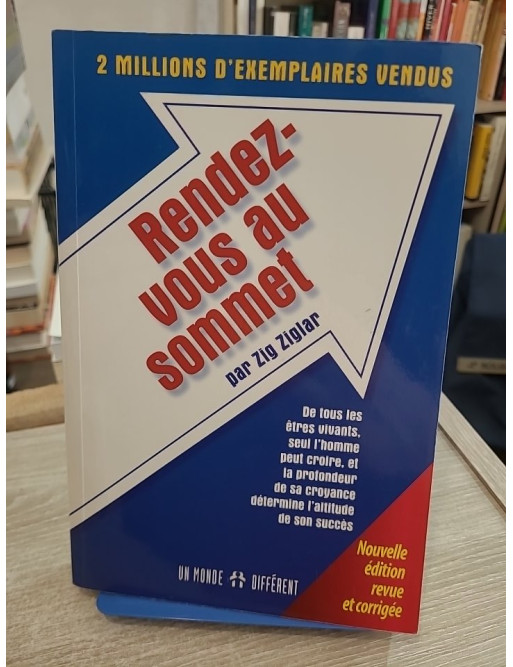 2 MILLIONS D'EXEMPLAIRES VENDUS
Rendez-
vous au
sommet
par Zig Ziglar
De tous les
êtres vivants,
seul l'homme
peut croire, et
la profondeur
de sa croyance
détermine l'altitude
de son succès
Nouvelle
édition
revue
et corrigée
UN MONDE DIFFÉRENT